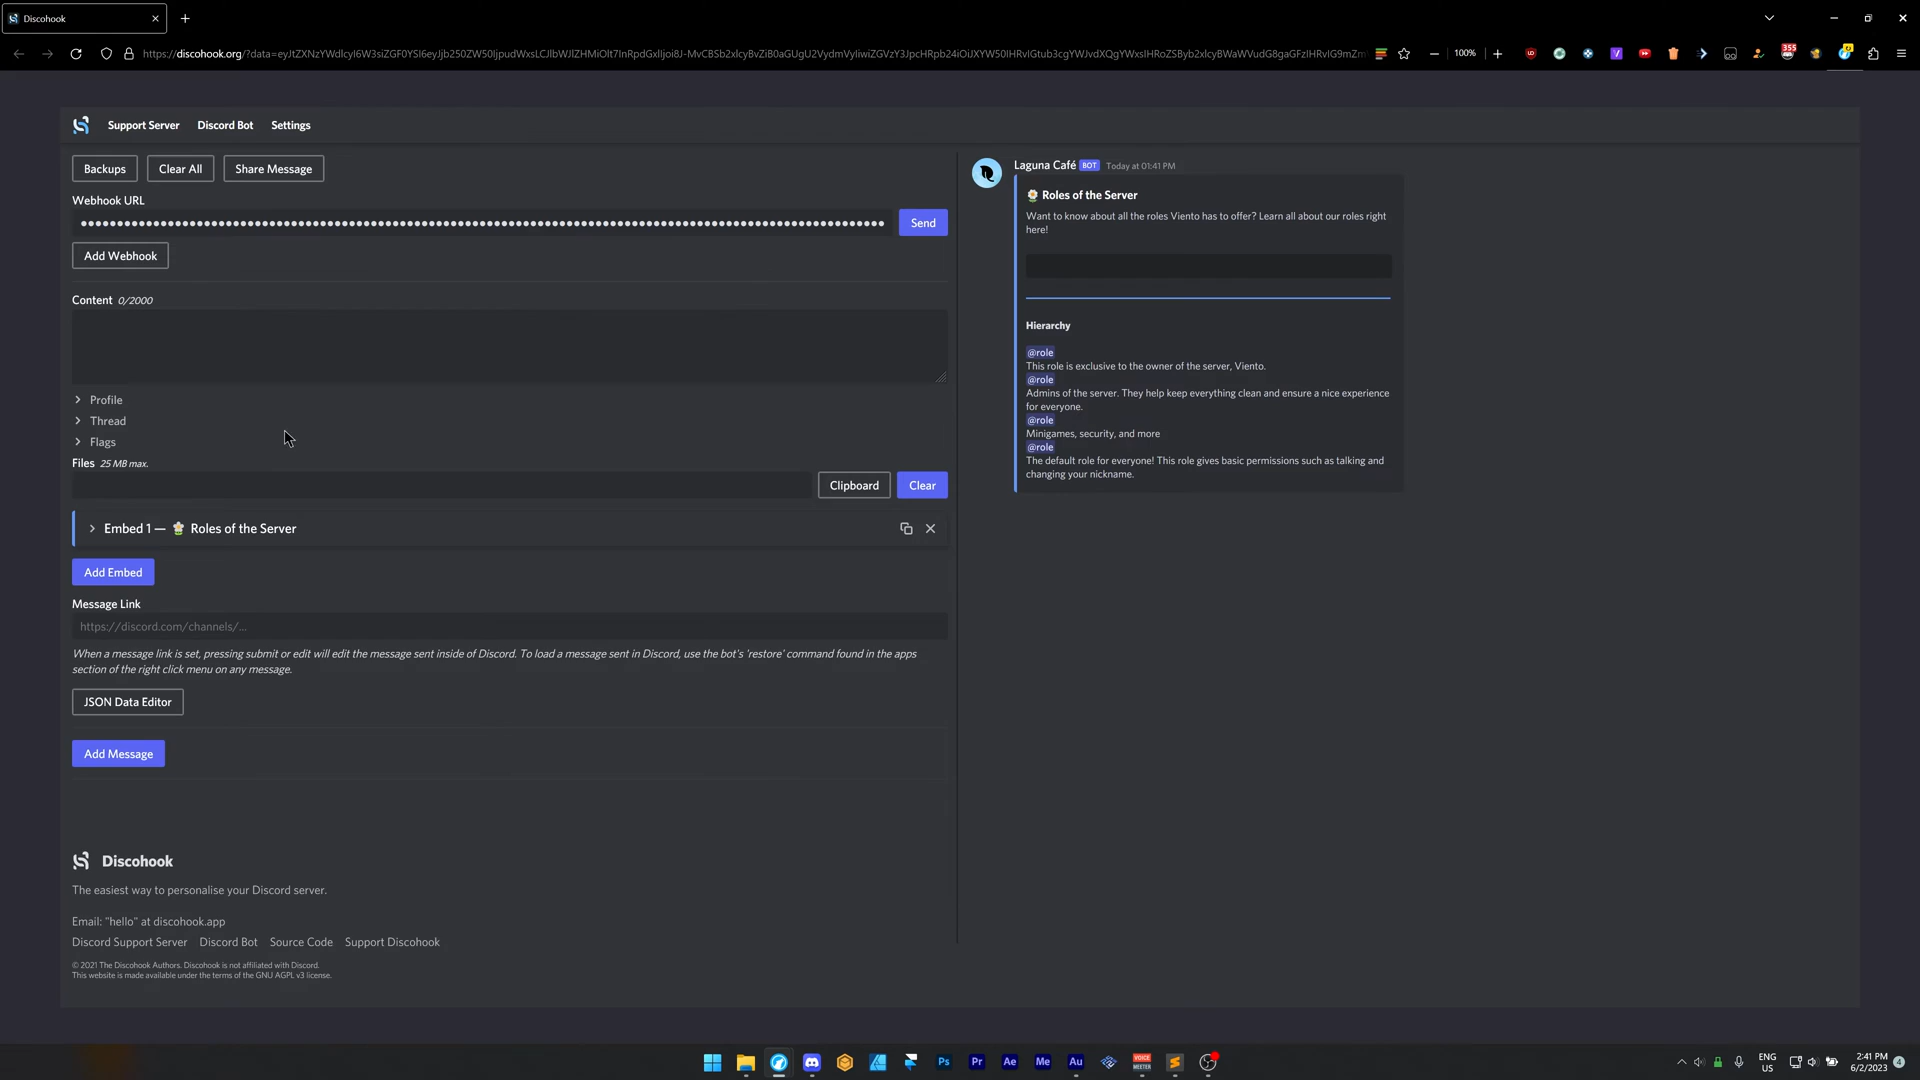 Discohook
https://discohook.org/?data=
100%
355
Support Server Discord Bot Settings
Backups Clear All Share Message
Webhook URL
Send
Add Webhook
Content 0/2000
Profile
Thread
Flags
Files 25 MB max.
Clipboard Clear
Embed 1 — Roles of the Server
Add Embed
Message Link
https://discord.com/channels/...
When a message link is set, pressing submit or edit will edit the message sent inside of Discord. To load a message sent in Discord, use the bot's 'restore' command found in the apps
section of the right click menu on any message.
JSON Data Editor
Add Message
Discohook
The easiest way to personalise your Discord server.
Email: "hello" at discohook.app
Discord Support Server Discord Bot Source Code Support Discohook
© 2021 The Discohook Authors. Discohook is not affiliated with Discord.
This website is made available under the terms of the GNU AGPL v3 license.
Laguna Café BOT Today at 01:41 PM
Roles of the Server
Want to know about all the roles Viento has to offer? Learn all about our roles right
here!
Hierarchy
@role
This role is exclusive to the owner of the server, Viento.
@role
Admins of the server. They help keep everything clean and ensure a nice experience
for everyone.
@role
Minigames, security, and more
@role
The default role for everyone! This role gives basic permissions such as talking and
changing your nickname.
Ps Pr Ae Me Au
VOICE
MEETER
ENG
US
2:41 PM
6/2/2023
4